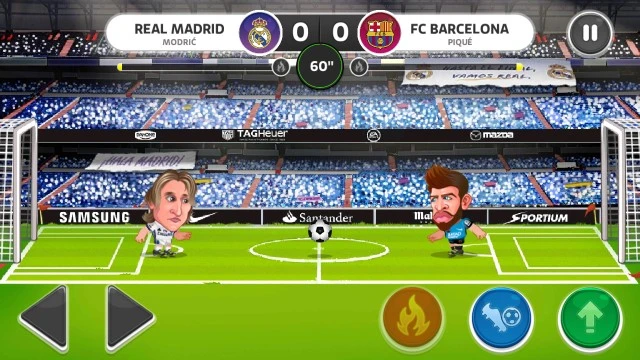 REAL MADRID
MODRIĆ
0 0
FC BARCELONA
PIQUÉ
60"
VAMOS REAL,
TAGHeuer
EA
mazda
¡HALA MADRID!
SAMSUNG
Santander
Mah
SPORTIUM